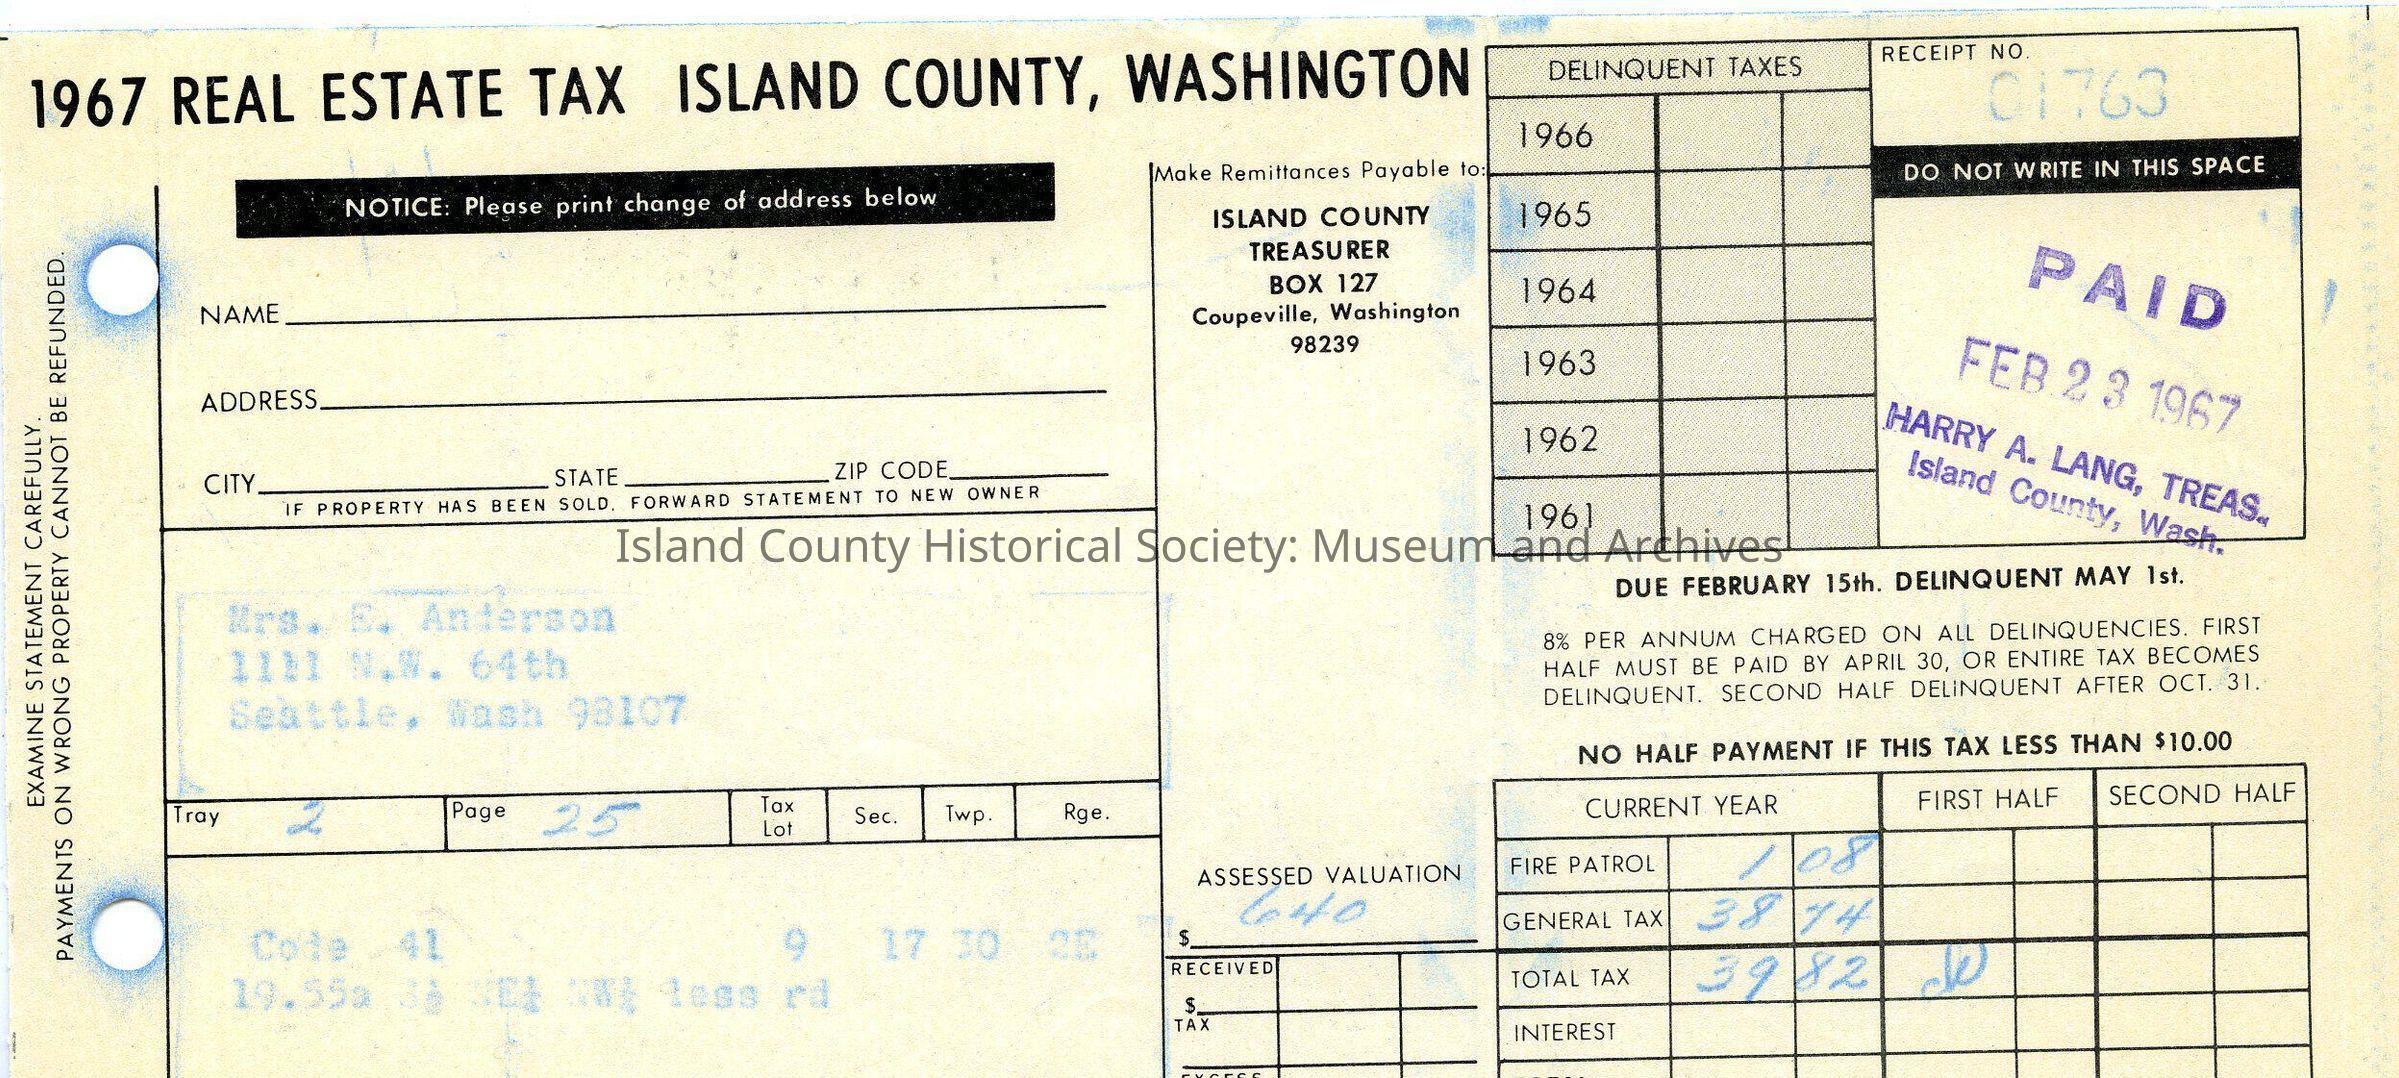 1967 REAL ESTATE TAX ISLAND COUNTY, WASHINGTON
NOTICE: Please print change of address below
NAME
ADDRESS
CITY STATE ZIP CODE
IF PROPERTY HAS BEEN SOLD, FORWARD STATEMENT TO NEW OWNER
EXAMINE STATEMENT CAREFULLY.
PAYMENTS ON WRONG PROPERTY CANNOT BE REFUNDED.
Make Remittances Payable to:
ISLAND COUNTY
TREASURER
BOX 127
Coupeville, Washington
98239
DELINQUENT TAXES
1966
1965
1964
1963
1962
1961
RECEIPT NO.
01763
DO NOT WRITE IN THIS SPACE
PAID
FEB 23 1967
HARRY A. LANG, TREAS.
Island County, Wash.
Island County Historical Society: Museum and Archives
DUE FEBRUARY 15th. DELINQUENT MAY 1st.
8% PER ANNUM CHARGED ON ALL DELINQUENCIES. FIRST
HALF MUST BE PAID BY APRIL 30, OR ENTIRE TAX BECOMES
DELINQUENT. SECOND HALF DELINQUENT AFTER OCT. 31.
NO HALF PAYMENT IF THIS TAX LESS THAN $10.00
Mrs. E. Anderson
1111 N.W. 64th
Seattle, Wash 98107
Tray 2 Page 25 Tax Lot Sec. Twp. Rge.
Code 41 9 17 30 2E
19.55a NE¼ NW¼ less rd
ASSESSED VALUATION
$ 640
RECEIVED
$
TAX
CURRENT YEAR FIRST HALF SECOND HALF
FIRE PATROL 1 08
GENERAL TAX 38 74
TOTAL TAX 39 82
INTEREST